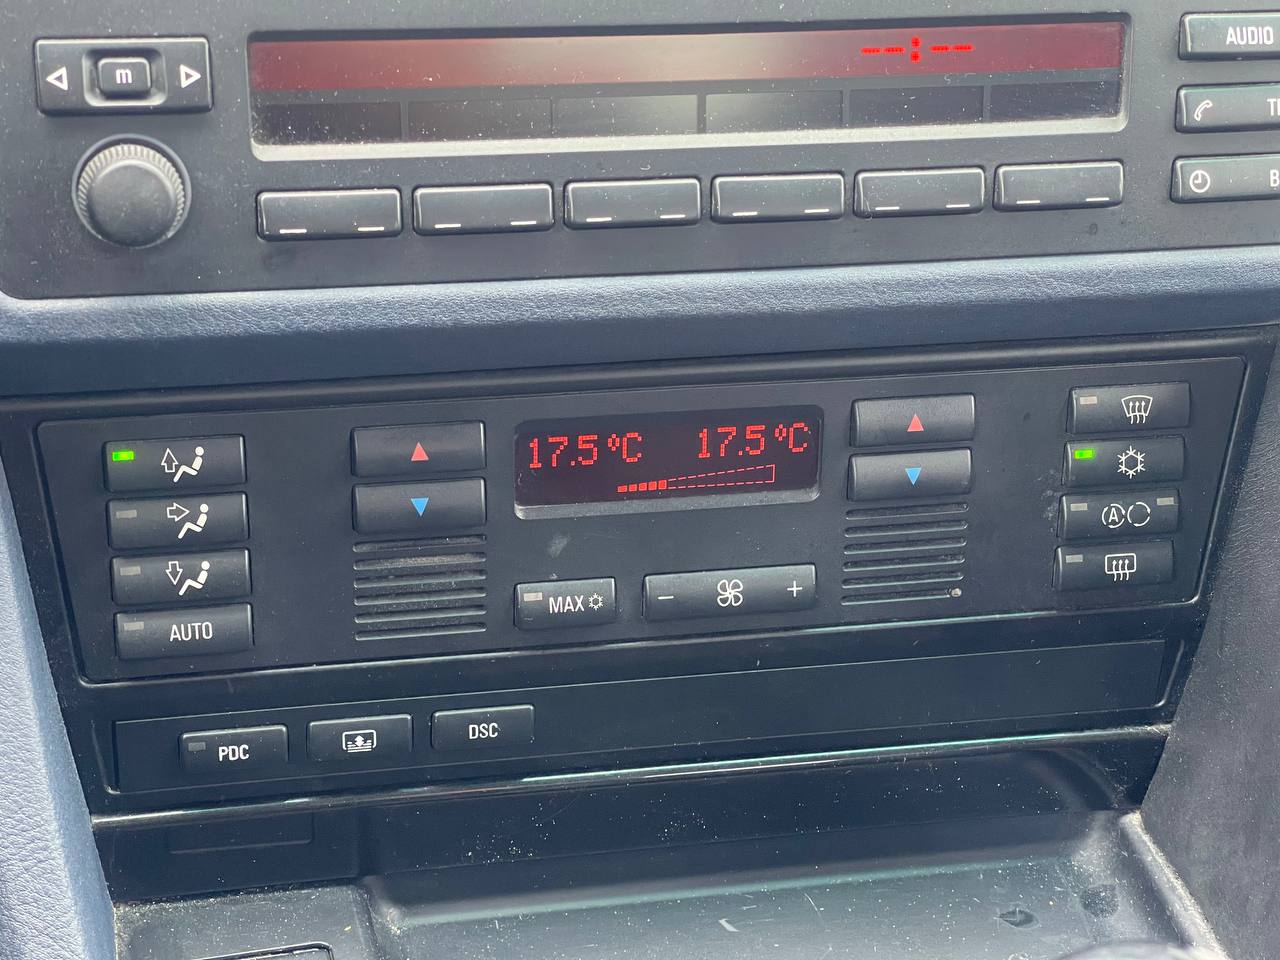 m
--:--
AUDIO
17.5°C 17.5°C
A
MAX
- +
AUTO
PDC
DSC